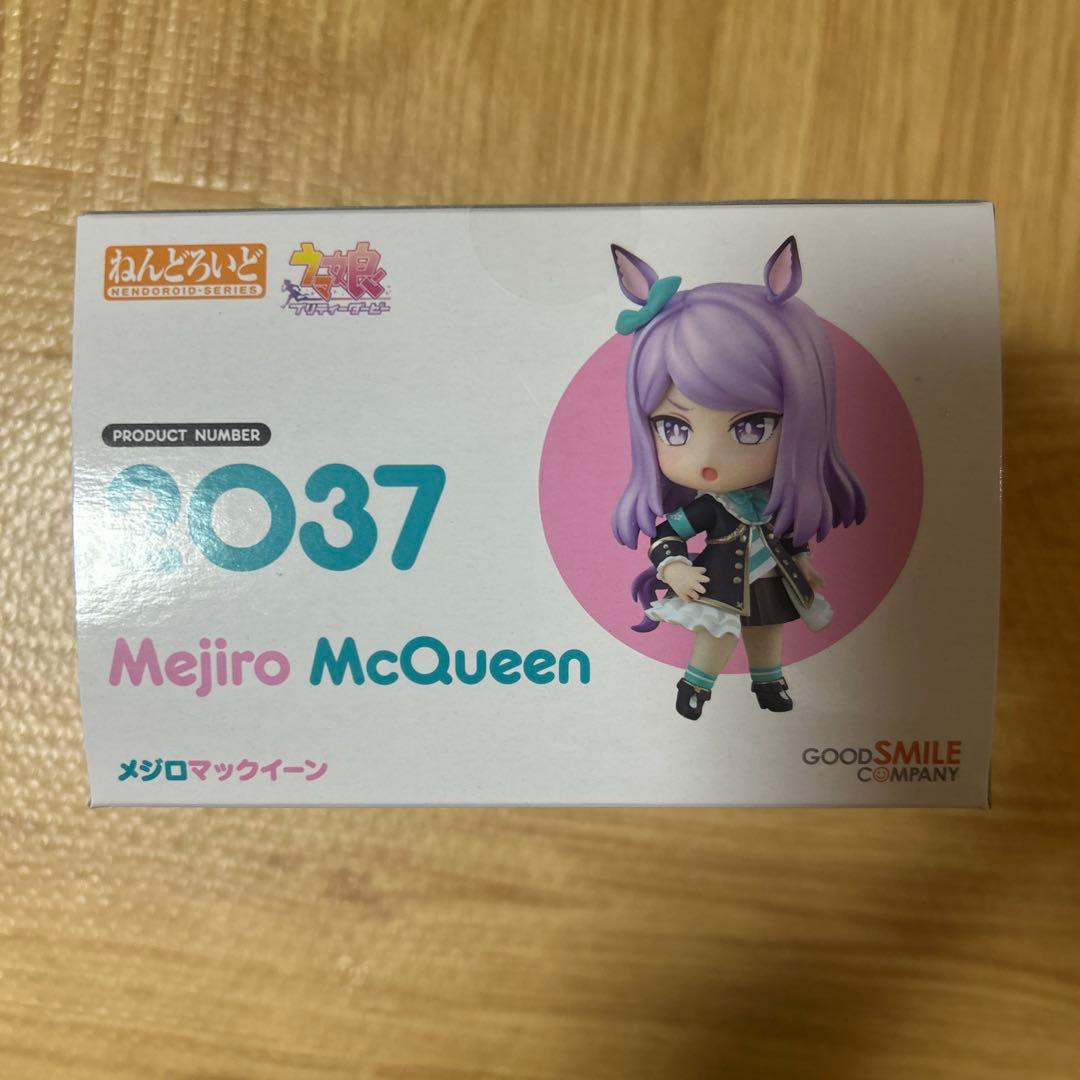 ねんどろいど
NENDOROID-SERIES
ウマ娘
プリティーダービー
PRODUCT NUMBER
2037
Mejiro McQueen
メジロマックイーン
GOOD SMILE
COMPANY